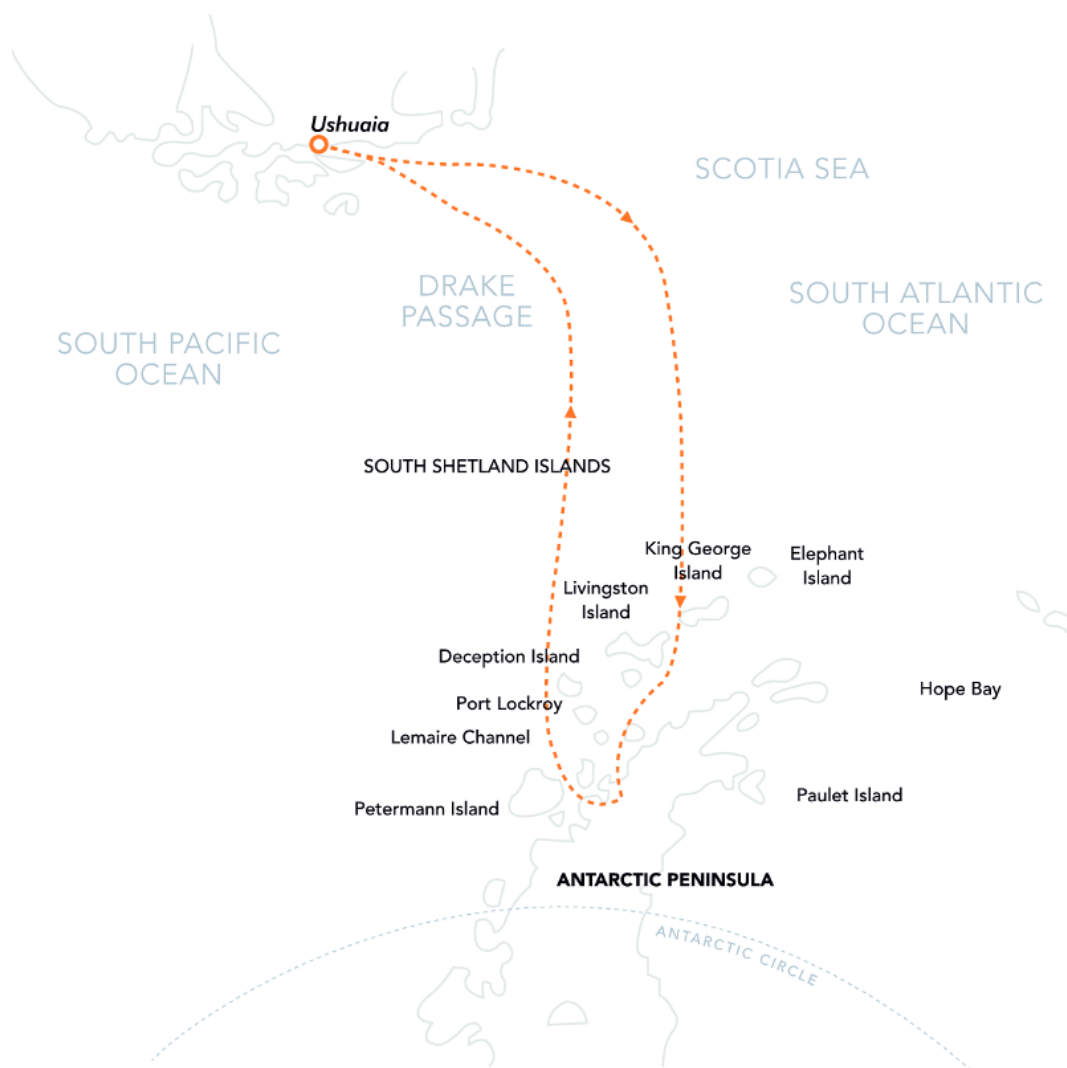 Ushuaia
SCOTIA SEA
DRAKE
PASSAGE
SOUTH ATLANTIC
OCEAN
SOUTH PACIFIC
OCEAN
SOUTH SHETLAND ISLANDS
King George
Island
Elephant
Island
Livingston
Island
Deception Island
Hope Bay
Port Lockroy
Lemaire Channel
Paulet Island
Petermann Island
ANTARCTIC PENINSULA
ANTARCTIC CIRCLE